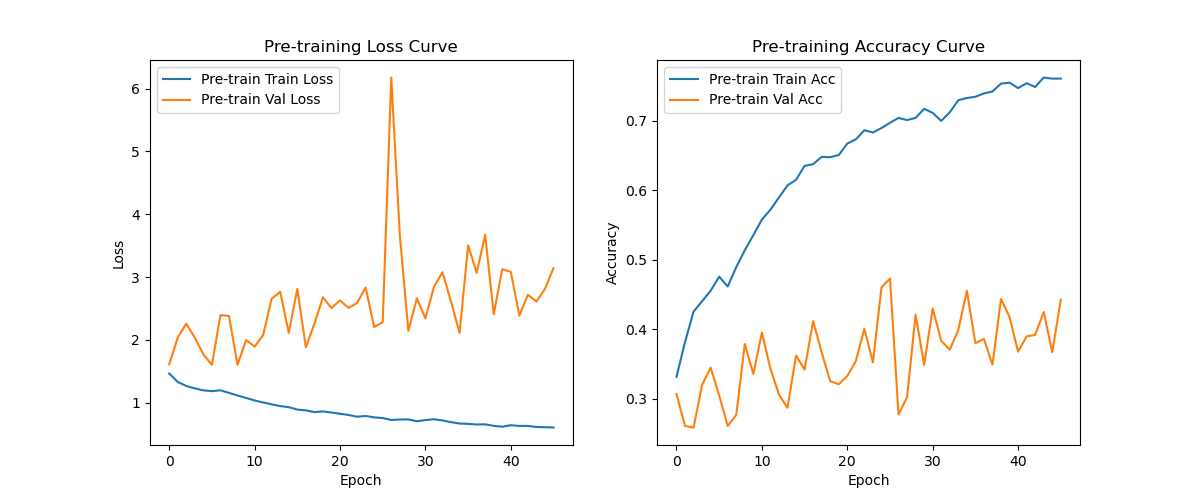 Pre-training Loss Curve
Pre-train Train Loss
Pre-train Val Loss
6
5
4
3
2
1
Loss
0
10
20
30
40
Epoch
Pre-training Accuracy Curve
Pre-train Train Acc
Pre-train Val Acc
0.7
0.6
0.5
0.4
0.3
Accuracy
0
10
20
30
40
Epoch